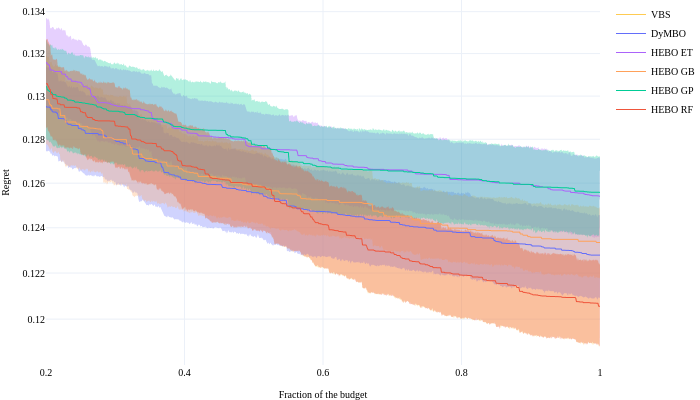 0.134
0.132
0.13
0.128
0.126
0.124
0.122
0.12
Regret
0.2
0.4
0.6
0.8
1
Fraction of the budget
VBS
DyMBO
HEBO ET
HEBO GB
HEBO GP
HEBO RF